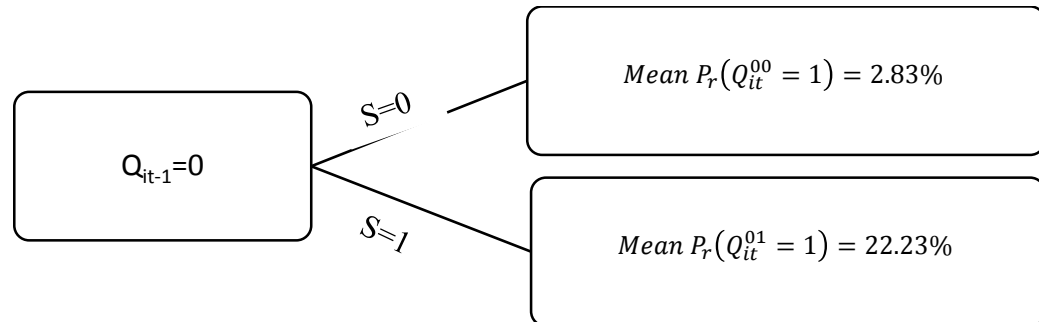 Mean P_r(Q_{it}^{00} = 1) = 2.83%
S=0
Q_{it-1}=0
S=1
Mean P_r(Q_{it}^{01} = 1) = 22.23%